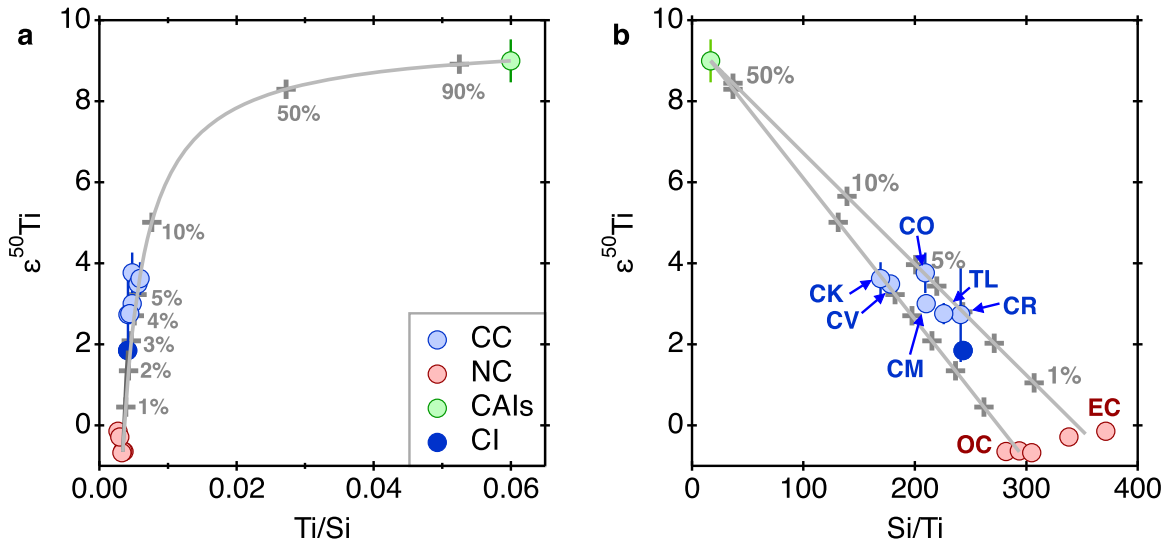 a
10
8
6
4
2
0
ε50Ti
90%
50%
10%
5%
4%
3%
2%
1%
CC
NC
CAIs
CI
0.00
0.02
0.04
0.06
Ti/Si
b
10
8
6
4
2
0
ε50Ti
50%
10%
CO
5%
TL
CK
CR
CV
CM
1%
EC
OC
0
100
200
300
400
Si/Ti